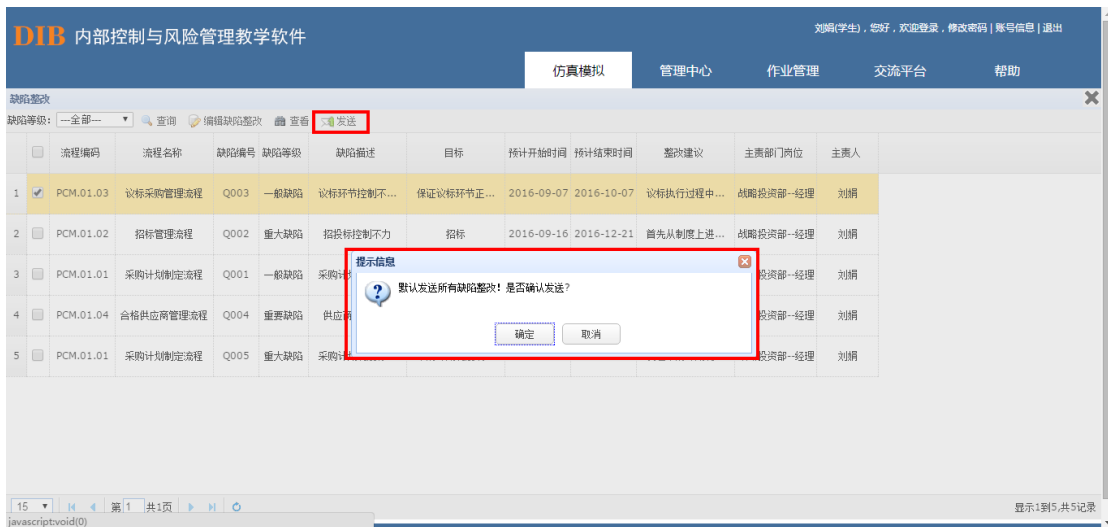 DIB 内部控制与风险管理教学软件
刘娟(学生)，您好，欢迎登录，修改密码 | 账号信息 | 退出
仿真模拟 管理中心 作业管理 交流平台 帮助
缺陷整改
缺陷等级: ---全部--- 查询 编辑缺陷整改 查看 发送
流程编码 流程名称 缺陷编号 缺陷等级 缺陷描述 目标 预计开始时间 预计结束时间 整改建议 主责部门岗位 主责人
1 PCM.01.03 议标采购管理流程 Q003 一般缺陷 议标环节控制不... 保证议标环节正... 2016-09-07 2016-10-07 议标执行过程中... 战略投资部--经理 刘娟
2 PCM.01.02 招标管理流程 Q002 重大缺陷 招投标控制不力 招标 2016-09-16 2016-12-21 首先从制度上进... 战略投资部--经理 刘娟
提示信息
3 PCM.01.01 采购计划制定流程 Q001 一般缺陷 采购计 投资部--经理 刘娟
默认发送所有缺陷整改! 是否确认发送?
4 PCM.01.04 合格供应商管理流程 Q004 重要缺陷 供应商 投资部--经理 刘娟
确定 取消
5 PCM.01.01 采购计划制定流程 Q005 重大缺陷 采购计 投资部--经理 刘娟
15 第 1 共1页 显示1到5,共5记录
javascript:void(0)